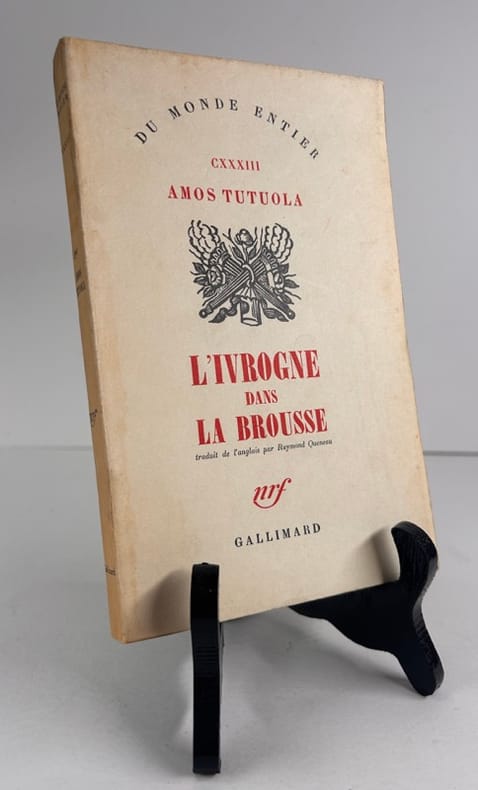 DU MONDE ENTIER
CXXXIII
AMOS TUTUOLA
L'IVROGNE
DANS
LA BROUSSE
traduit de l'anglais par Raymond Queneau
nrf
GALLIMARD